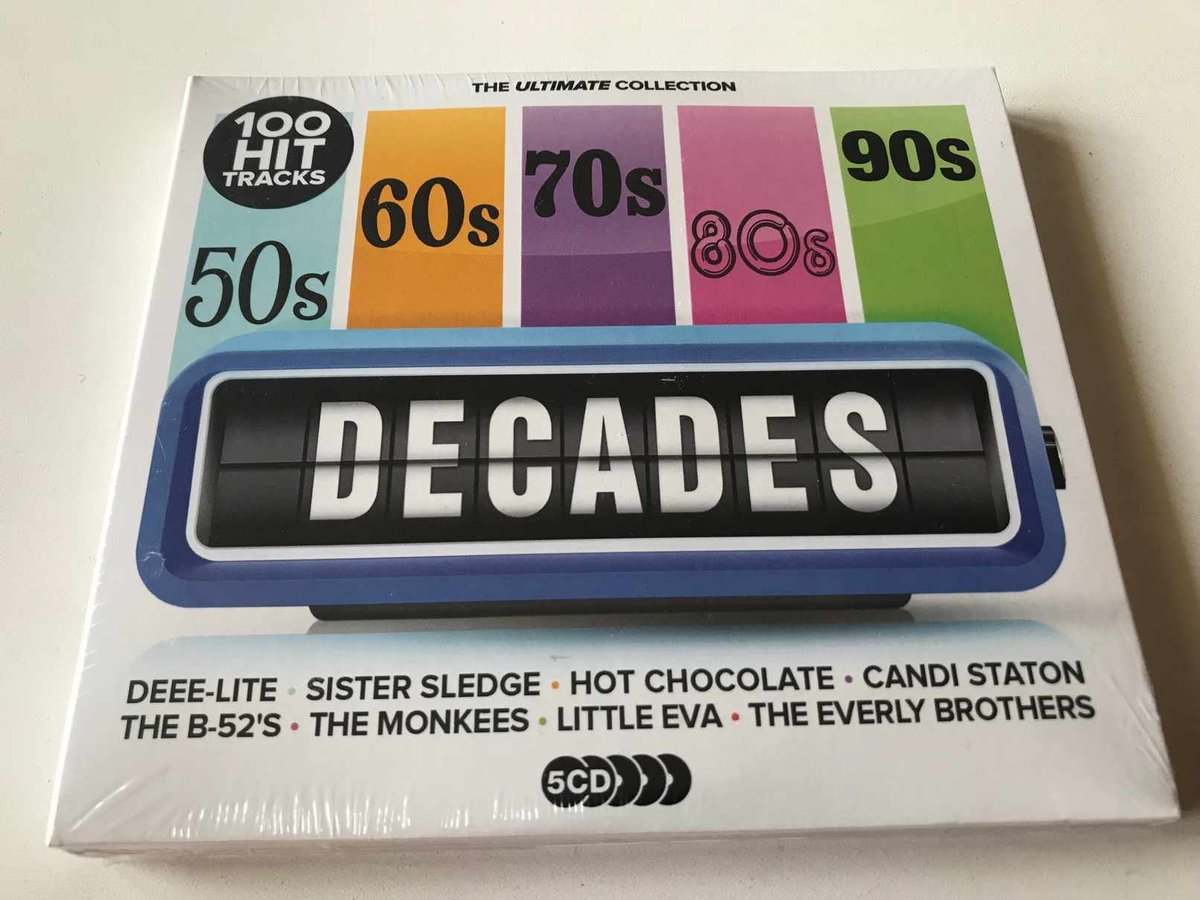 THE ULTIMATE COLLECTION
100
HIT
TRACKS
50s
60s
70s
80s
90s
DECADES
DEEE-LITE • SISTER SLEDGE • HOT CHOCOLATE • CANDI STATON
THE B-52'S • THE MONKEES • LITTLE EVA • THE EVERLY BROTHERS
5CD